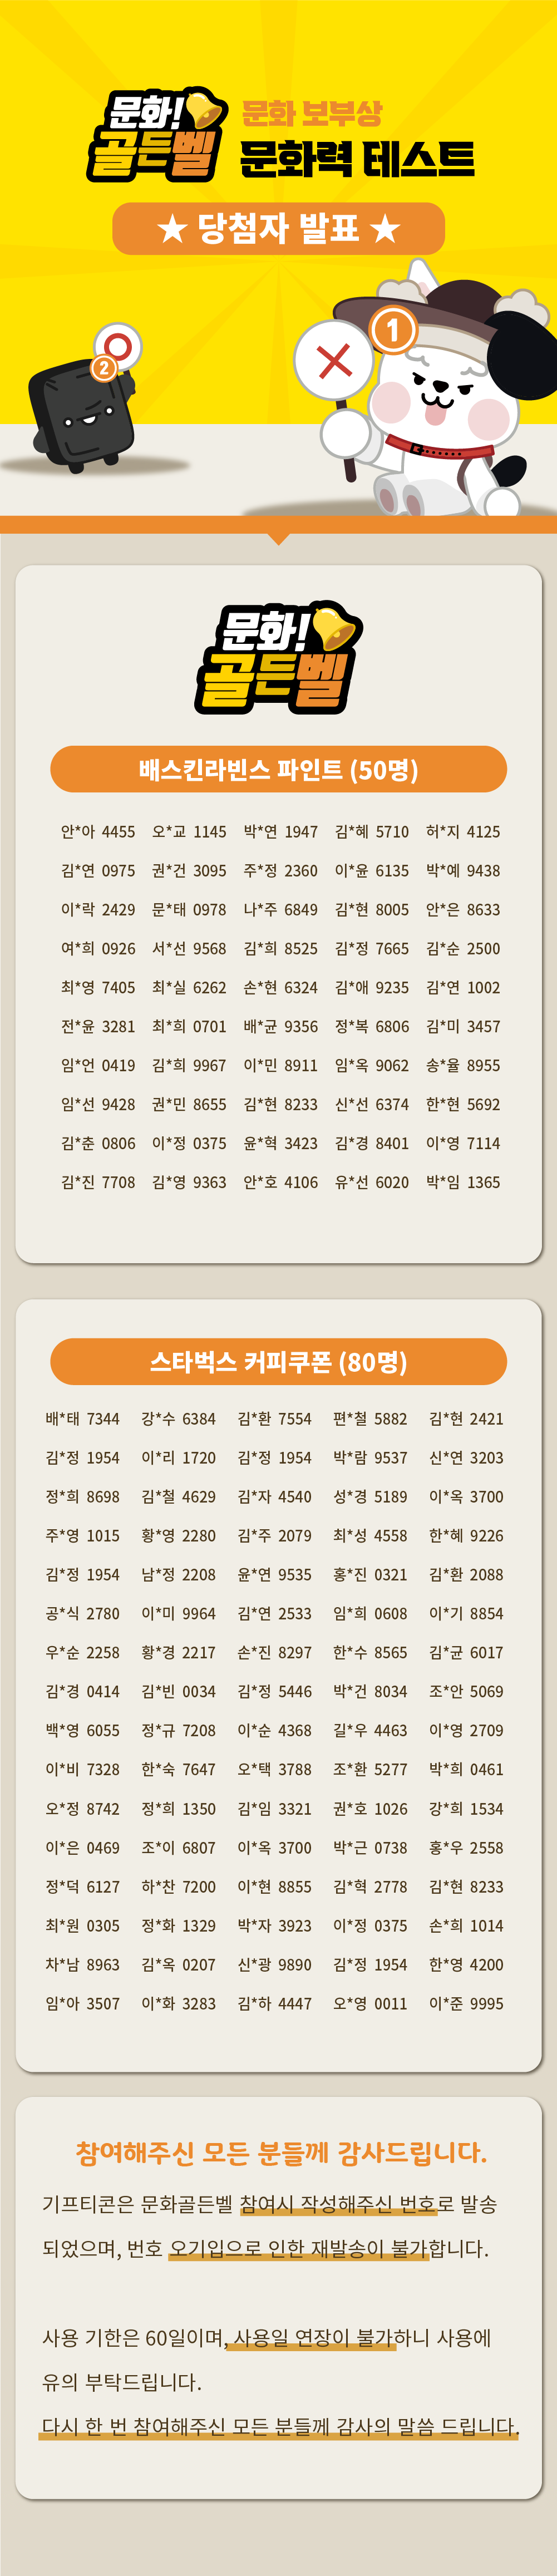 문화!
골든벨
문화 보부상
문화력 테스트
★ 당첨자 발표 ★
1
2
문화!
골든벨
배스킨라빈스 파인트 (50명)
안*아 4455 오*교 1145 박*연 1947 김*혜 5710 허*지 4125
김*연 0975 권*건 3095 주*정 2360 이*윤 6135 박*예 9438
이*락 2429 문*태 0978 나*주 6849 김*현 8005 안*은 8633
여*희 0926 서*선 9568 김*희 8525 김*정 7665 김*순 2500
최*영 7405 최*실 6262 손*현 6324 김*애 9235 김*연 1002
전*윤 3281 최*희 0701 배*균 9356 정*복 6806 김*미 3457
임*언 0419 김*희 9967 이*민 8911 임*옥 9062 송*율 8955
임*선 9428 권*민 8655 김*현 8233 신*선 6374 한*현 5692
김*춘 0806 이*정 0375 윤*혁 3423 김*경 8401 이*영 7114
김*진 7708 김*영 9363 안*호 4106 유*선 6020 박*임 1365
스타벅스 커피쿠폰 (80명)
배*태 7344 강*수 6384 김*환 7554 편*철 5882 김*현 2421
김*정 1954 이*리 1720 김*정 1954 박*람 9537 신*연 3203
정*희 8698 김*철 4629 김*자 4540 성*경 5189 이*옥 3700
주*영 1015 황*영 2280 김*주 2079 최*성 4558 한*혜 9226
김*정 1954 남*정 2208 윤*연 9535 홍*진 0321 김*환 2088
공*식 2780 이*미 9964 김*연 2533 임*희 0608 이*기 8854
우*순 2258 황*경 2217 손*진 8297 한*수 8565 김*균 6017
김*경 0414 김*빈 0034 김*정 5446 박*건 8034 조*안 5069
백*영 6055 정*규 7208 이*순 4368 길*우 4463 이*영 2709
이*비 7328 한*숙 7647 오*택 3788 조*환 5277 박*희 0461
오*정 8742 정*희 1350 김*임 3321 권*호 1026 강*희 1534
이*은 0469 조*이 6807 이*옥 3700 박*근 0738 홍*우 2558
정*덕 6127 하*찬 7200 이*현 8855 김*혁 2778 김*현 8233
최*원 0305 정*화 1329 박*자 3923 이*정 0375 손*희 1014
차*남 8963 김*옥 0207 신*광 9890 김*정 1954 한*영 4200
임*아 3507 이*화 3283 김*하 4447 오*영 0011 이*준 9995
참여해주신 모든 분들께 감사드립니다.
기프티콘은 문화골든벨 참여시 작성해주신 번호로 발송
되었으며, 번호 오기입으로 인한 재발송이 불가합니다.
사용 기한은 60일이며, 사용일 연장이 불가하니 사용에
유의 부탁드립니다.
다시 한 번 참여해주신 모든 분들께 감사의 말씀 드립니다.